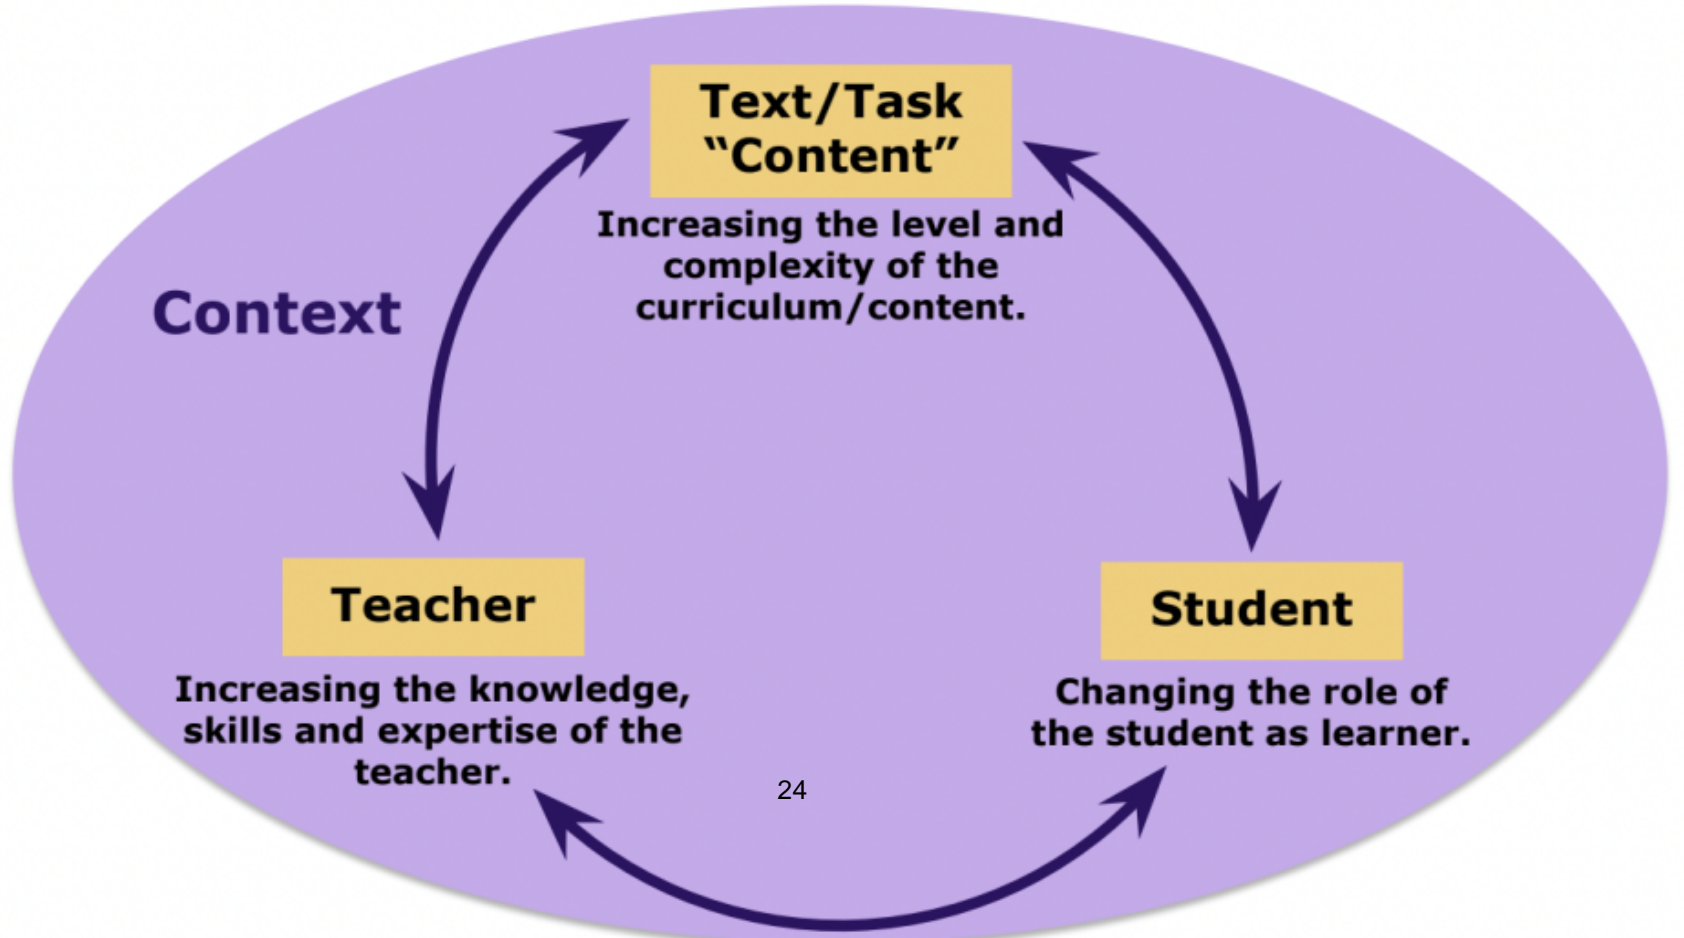 Text/Task
“Content”
Increasing the level and
complexity of the
curriculum/content.
Context
Teacher
Increasing the knowledge,
skills and expertise of the
teacher.
Student
Changing the role of
the student as learner.
24